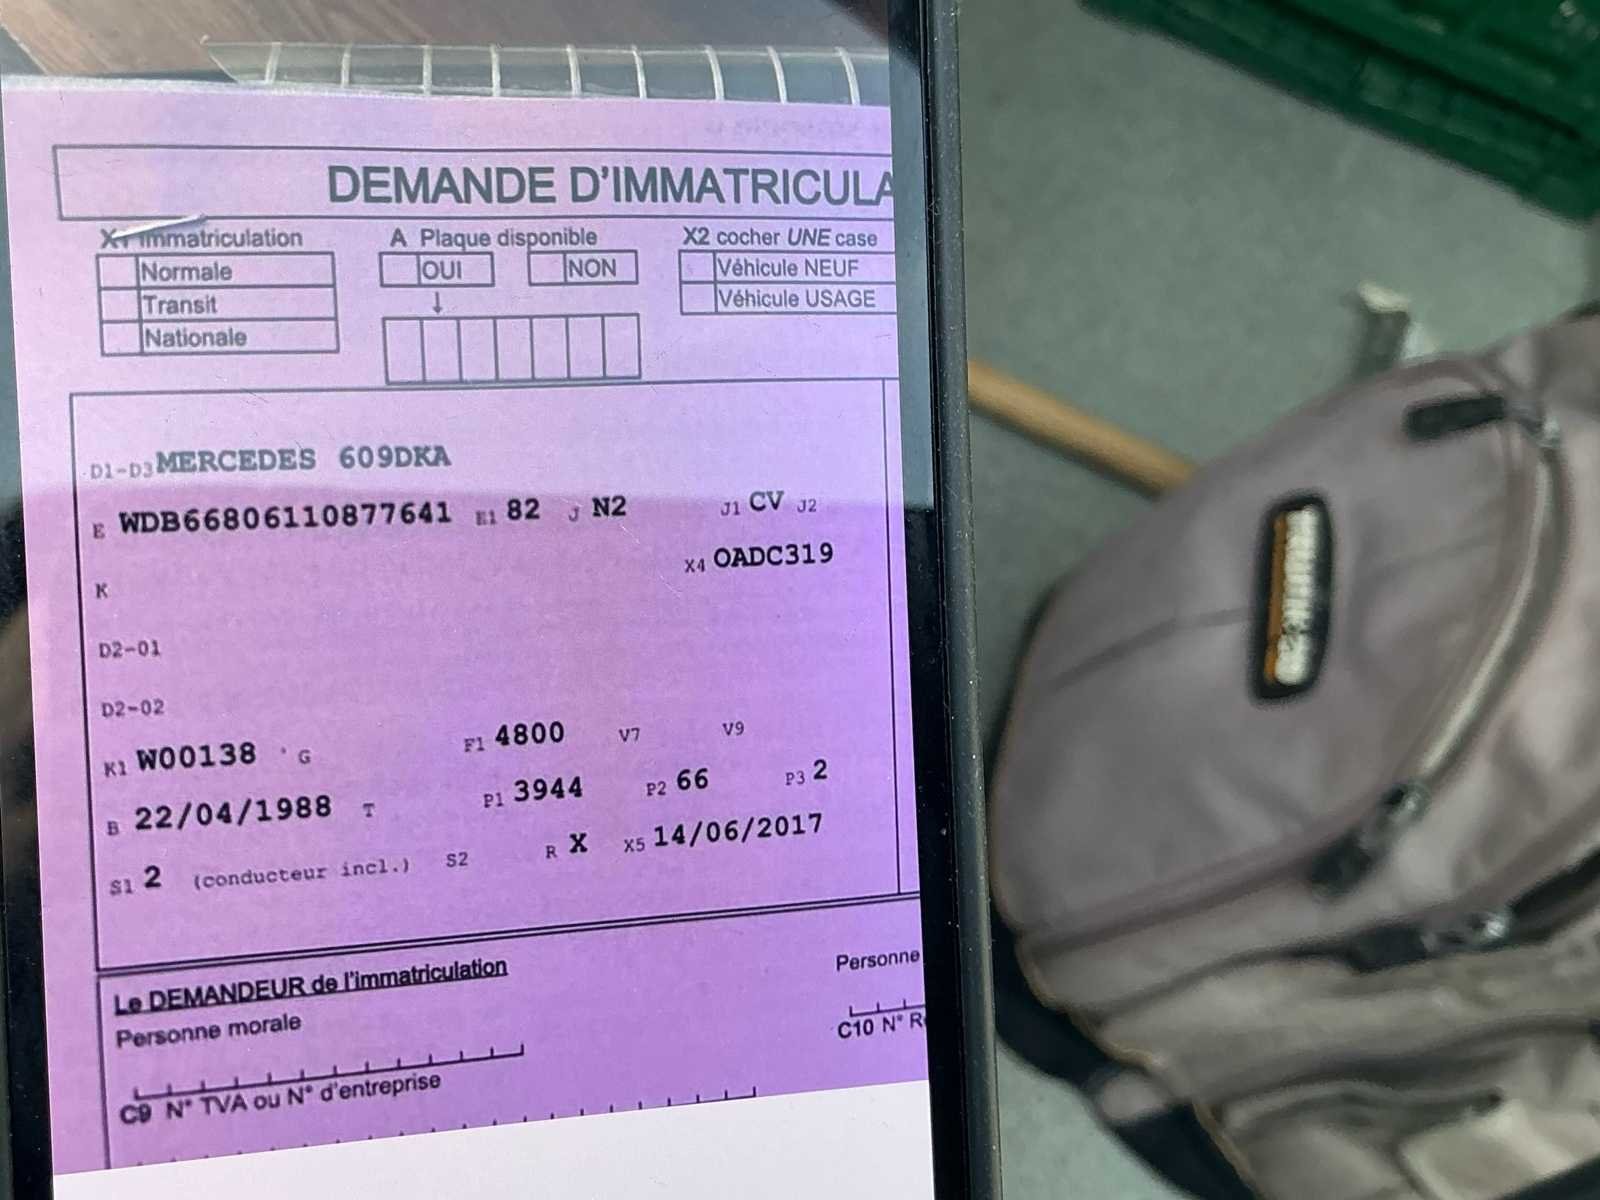 DEMANDE D'IMMATRICULA
X1 Immatriculation A Plaque disponible X2 cocher UNE case
Normale OUI NON Véhicule NEUF
Transit Véhicule USAGE
Nationale
D1-D3 MERCEDES 609DKA
E WDB66806110877641 E1 82 J N2 J1 CV J2
X4 OADC319
K
D2-01
D2-02
K1 W00138 G F1 4800 V7 V9
B 22/04/1988 T P1 3944 P2 66 P3 2
S1 2 (conducteur incl.) S2 R X X5 14/06/2017
Le DEMANDEUR de l'immatriculation
Personne morale Personne
C9 N° TVA ou N° d'entreprise C10 N° R